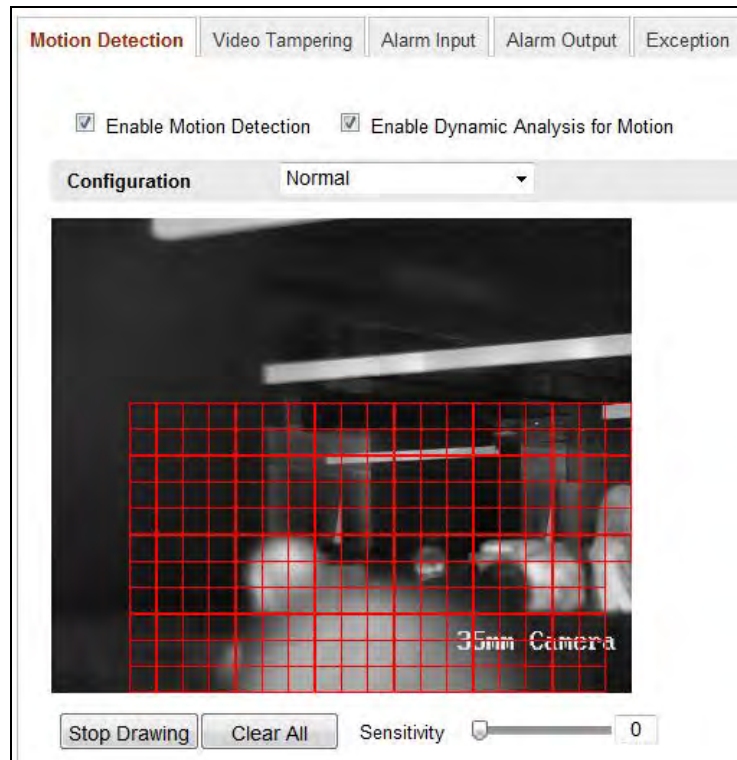 Motion Detection Video Tampering Alarm Input Alarm Output Exception
Enable Motion Detection Enable Dynamic Analysis for Motion
Configuration Normal
35mm Camera
Stop Drawing Clear All Sensitivity 0